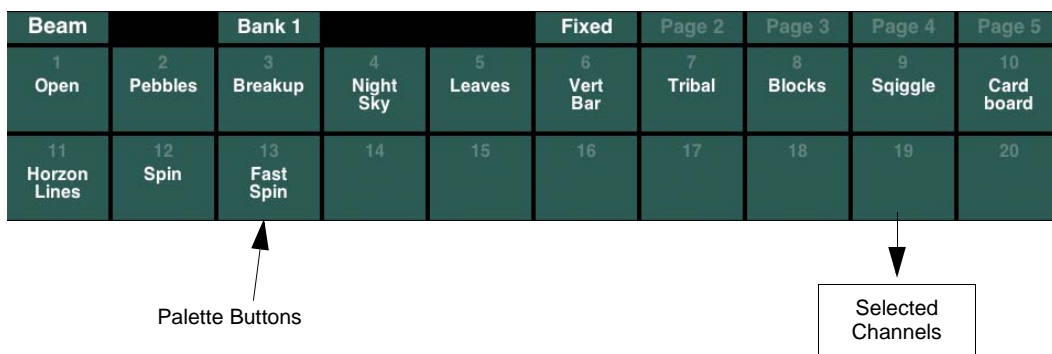 Beam Bank 1 Fixed Page 2 Page 3 Page 4 Page 5
1 2 3 4 5 6 7 8 9 10
Open Pebbles Breakup Night Sky Leaves Vert Bar Tribal Blocks Sqiggle Card board
11 12 13 14 15 16 17 18 19 20
Horzon Lines Spin Fast Spin
Palette Buttons
Selected
Channels